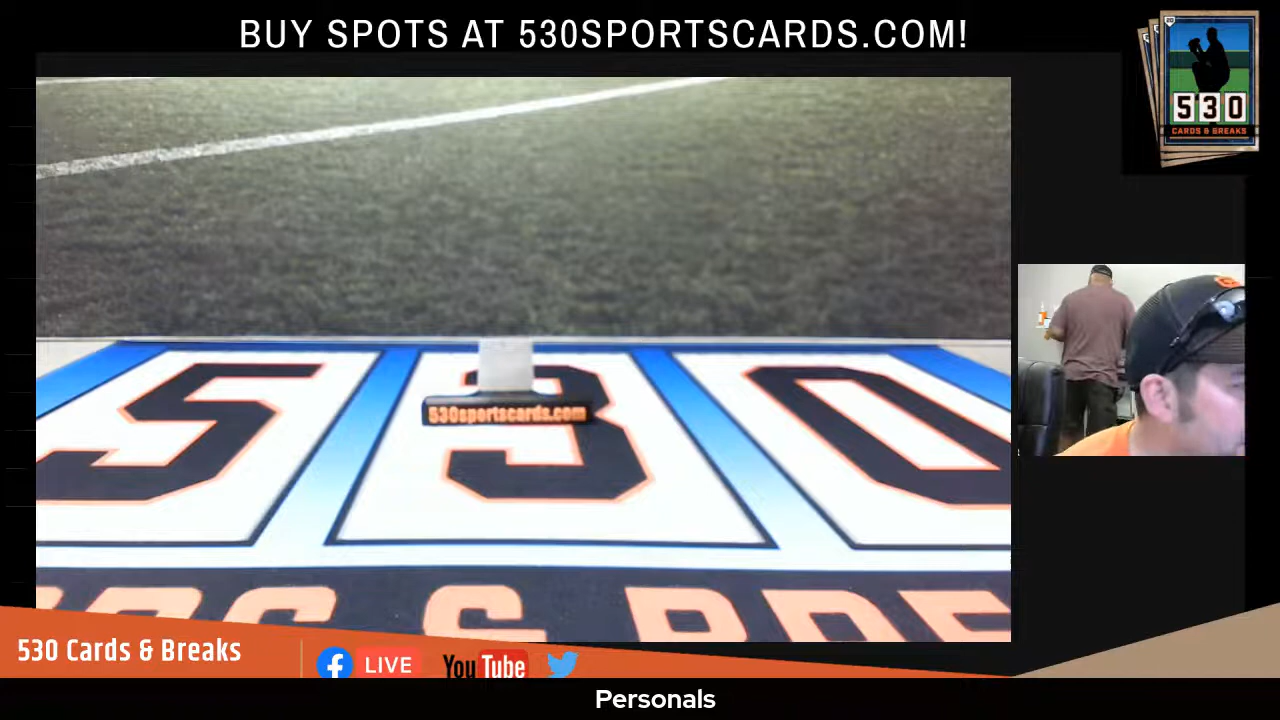 BUY SPOTS AT 530SPORTSCARDS.COM!
530
CARDS & BREAKS
530
530sportscards.com
530 Cards & Breaks
LIVE
YouTube
Personals